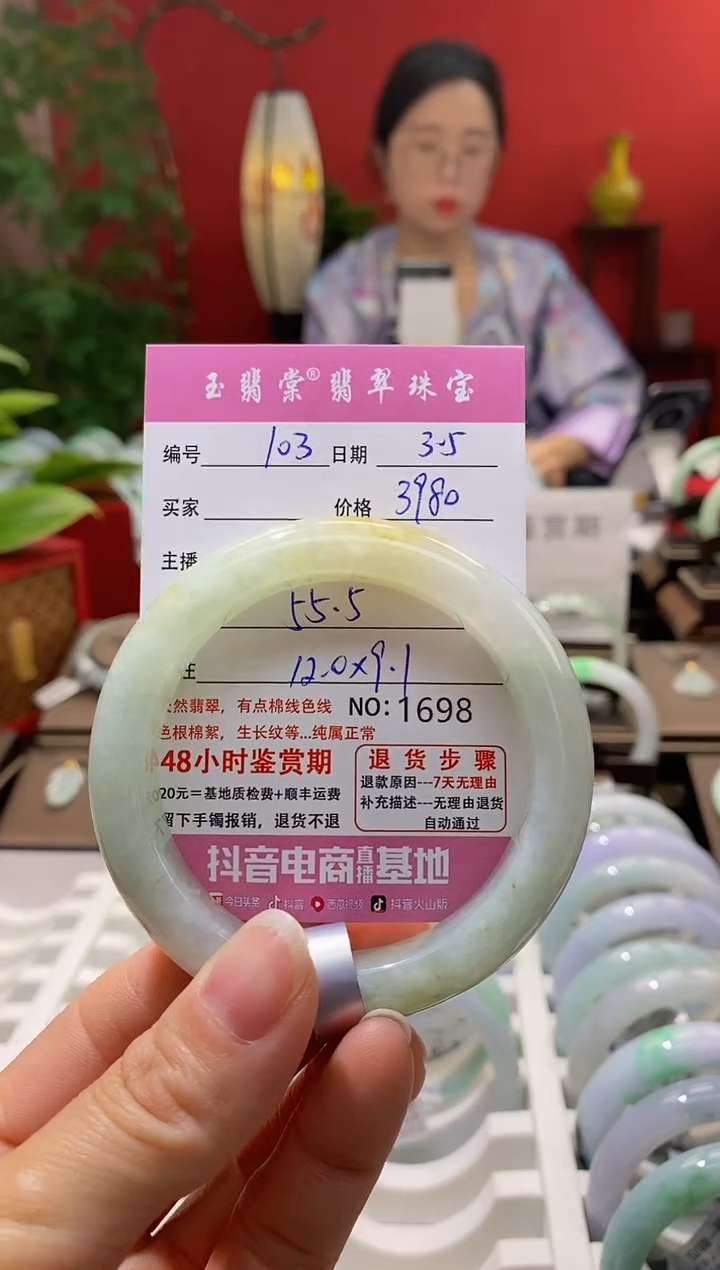 玉翡棠®翡翠珠宝
编号 103 日期 3.5
买家 价格 3980
主播
55.5
12.0×9.1
然翡翠，有点棉线色线 NO:1698
色根棉絮，生长纹等...纯属正常
48小时鉴赏期
20元=基地质检费+顺丰运费
留下手镯报销，退货不退
退货步骤
退款原因---7天无理由
补充描述---无理由退货
自动通过
抖音电商直播基地
今日头条 抖音 西瓜视频 抖音火山版
赏期